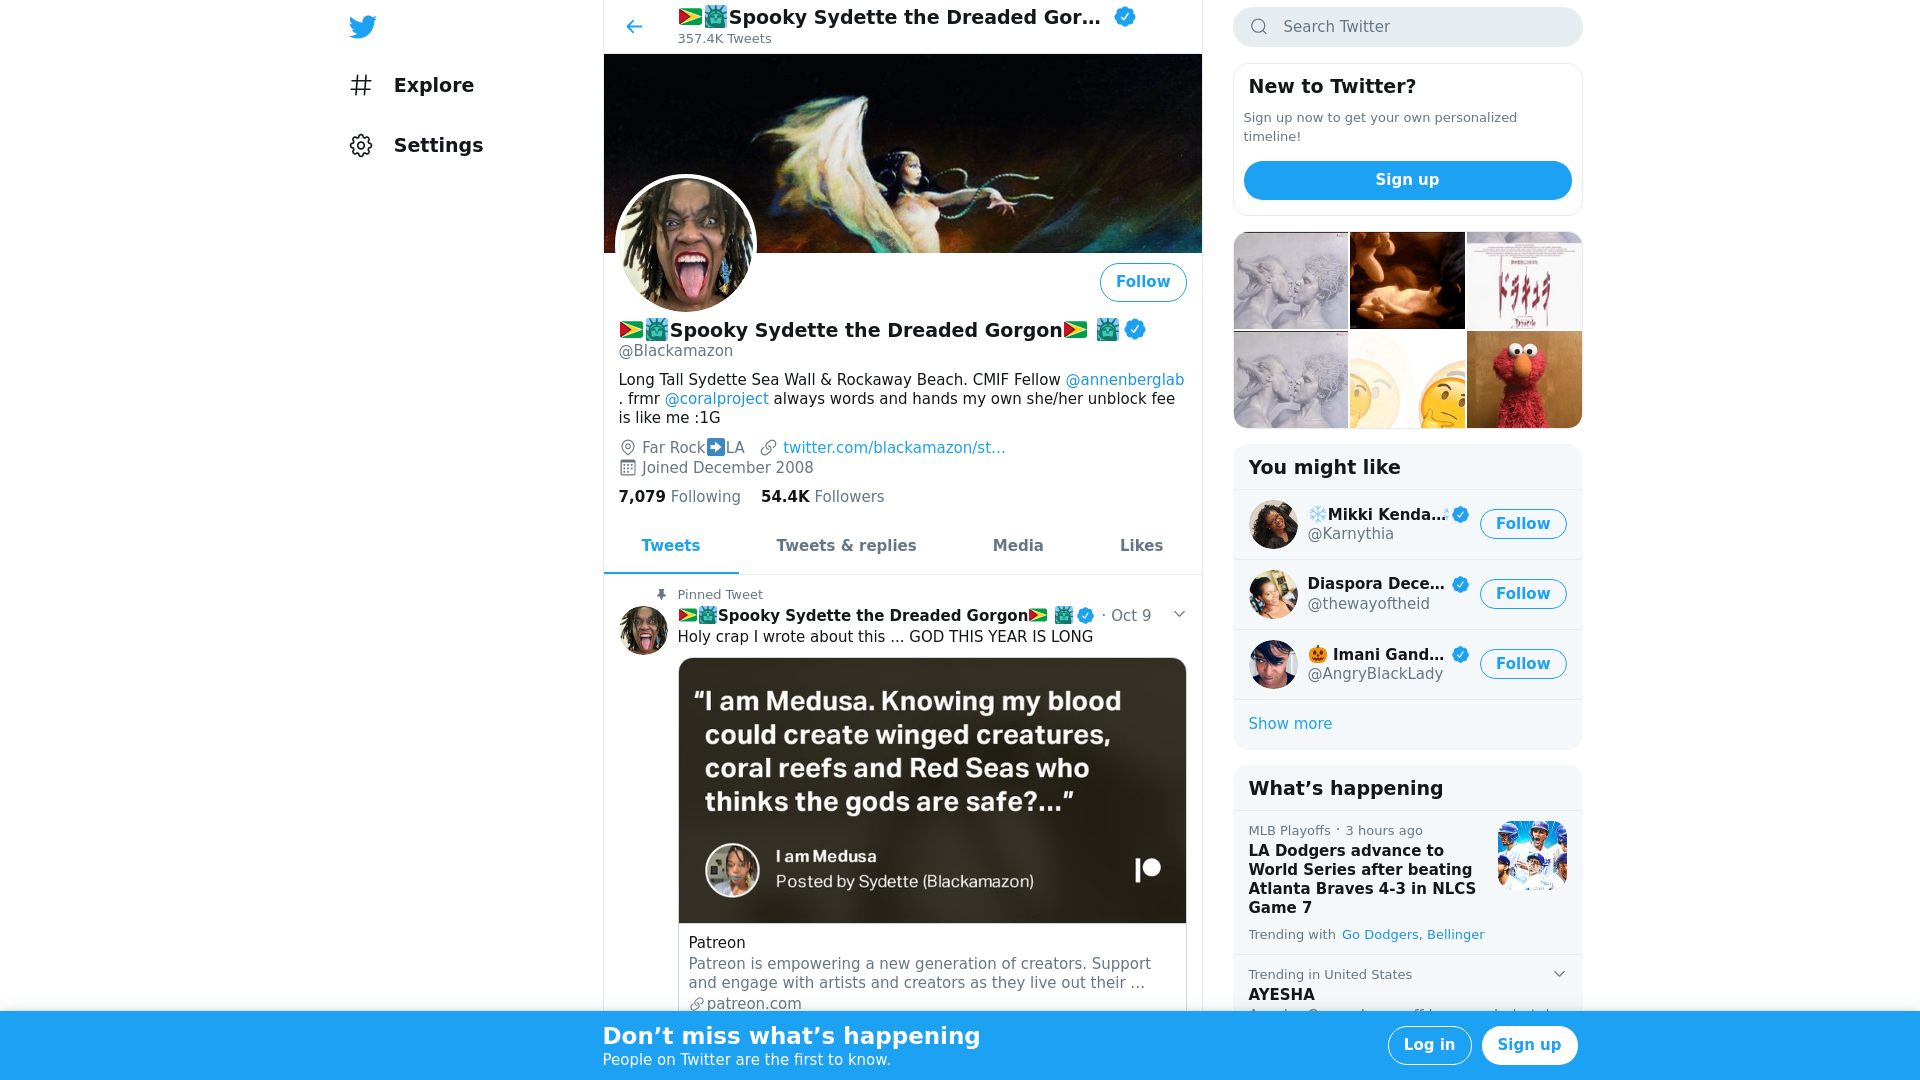 Explore
Settings
Spooky Sydette the Dreaded Gor...
357.4K Tweets
Spooky Sydette the Dreaded Gorgon
@Blackamazon
Long Tall Sydette Sea Wall & Rockaway Beach. CMIF Fellow @annenberglab
. frmr @coralproject always words and hands my own she/her unblock fee
is like me :1G
Far Rock➡️LA twitter.com/blackamazon/st…
Joined December 2008
7,079 Following 54.4K Followers
Follow
Tweets Tweets & replies Media Likes
Pinned Tweet
Spooky Sydette the Dreaded Gorgon · Oct 9
Holy crap I wrote about this ... GOD THIS YEAR IS LONG
“I am Medusa. Knowing my blood
could create winged creatures,
coral reefs and Red Seas who
thinks the gods are safe?...”
I am Medusa
Posted by Sydette (Blackamazon)
Patreon
Patreon is empowering a new generation of creators. Support
and engage with artists and creators as they live out their …
patreon.com
Search Twitter
New to Twitter?
Sign up now to get your own personalized
timeline!
Sign up
ドラキュラ
You might like
❄️Mikki Kenda...
@Karnythia
Follow
Diaspora Dece...
@thewayoftheid
Follow
🎃 Imani Gand...
@AngryBlackLady
Follow
Show more
What’s happening
MLB Playoffs · 3 hours ago
LA Dodgers advance to
World Series after beating
Atlanta Braves 4-3 in NLCS
Game 7
Trending with Go Dodgers, Bellinger
Trending in United States
AYESHA
Don’t miss what’s happening
People on Twitter are the first to know.
Log in
Sign up